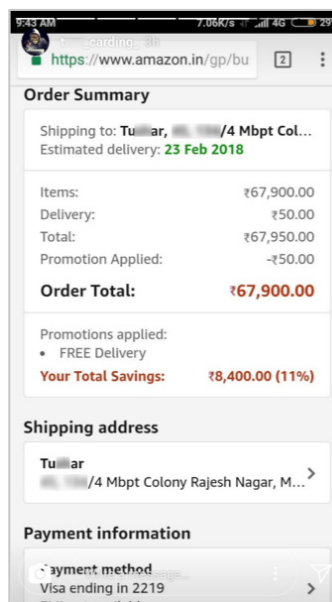 9:43 AM 7.06K/s 4G 29
carding_ 3h
https://www.amazon.in/gp/bu 2
Order Summary
Shipping to: Tu ar, /4 Mbpt Col...
Estimated delivery: 23 Feb 2018
Items: ₹67,900.00
Delivery: ₹50.00
Total: ₹67,950.00
Promotion Applied: -₹50.00
Order Total: ₹67,900.00
Promotions applied:
• FREE Delivery
Your Total Savings: ₹8,400.00 (11%)
Shipping address
Tu ar
/4 Mbpt Colony Rajesh Nagar, M...
Payment information
Payment method
Visa ending in 2219